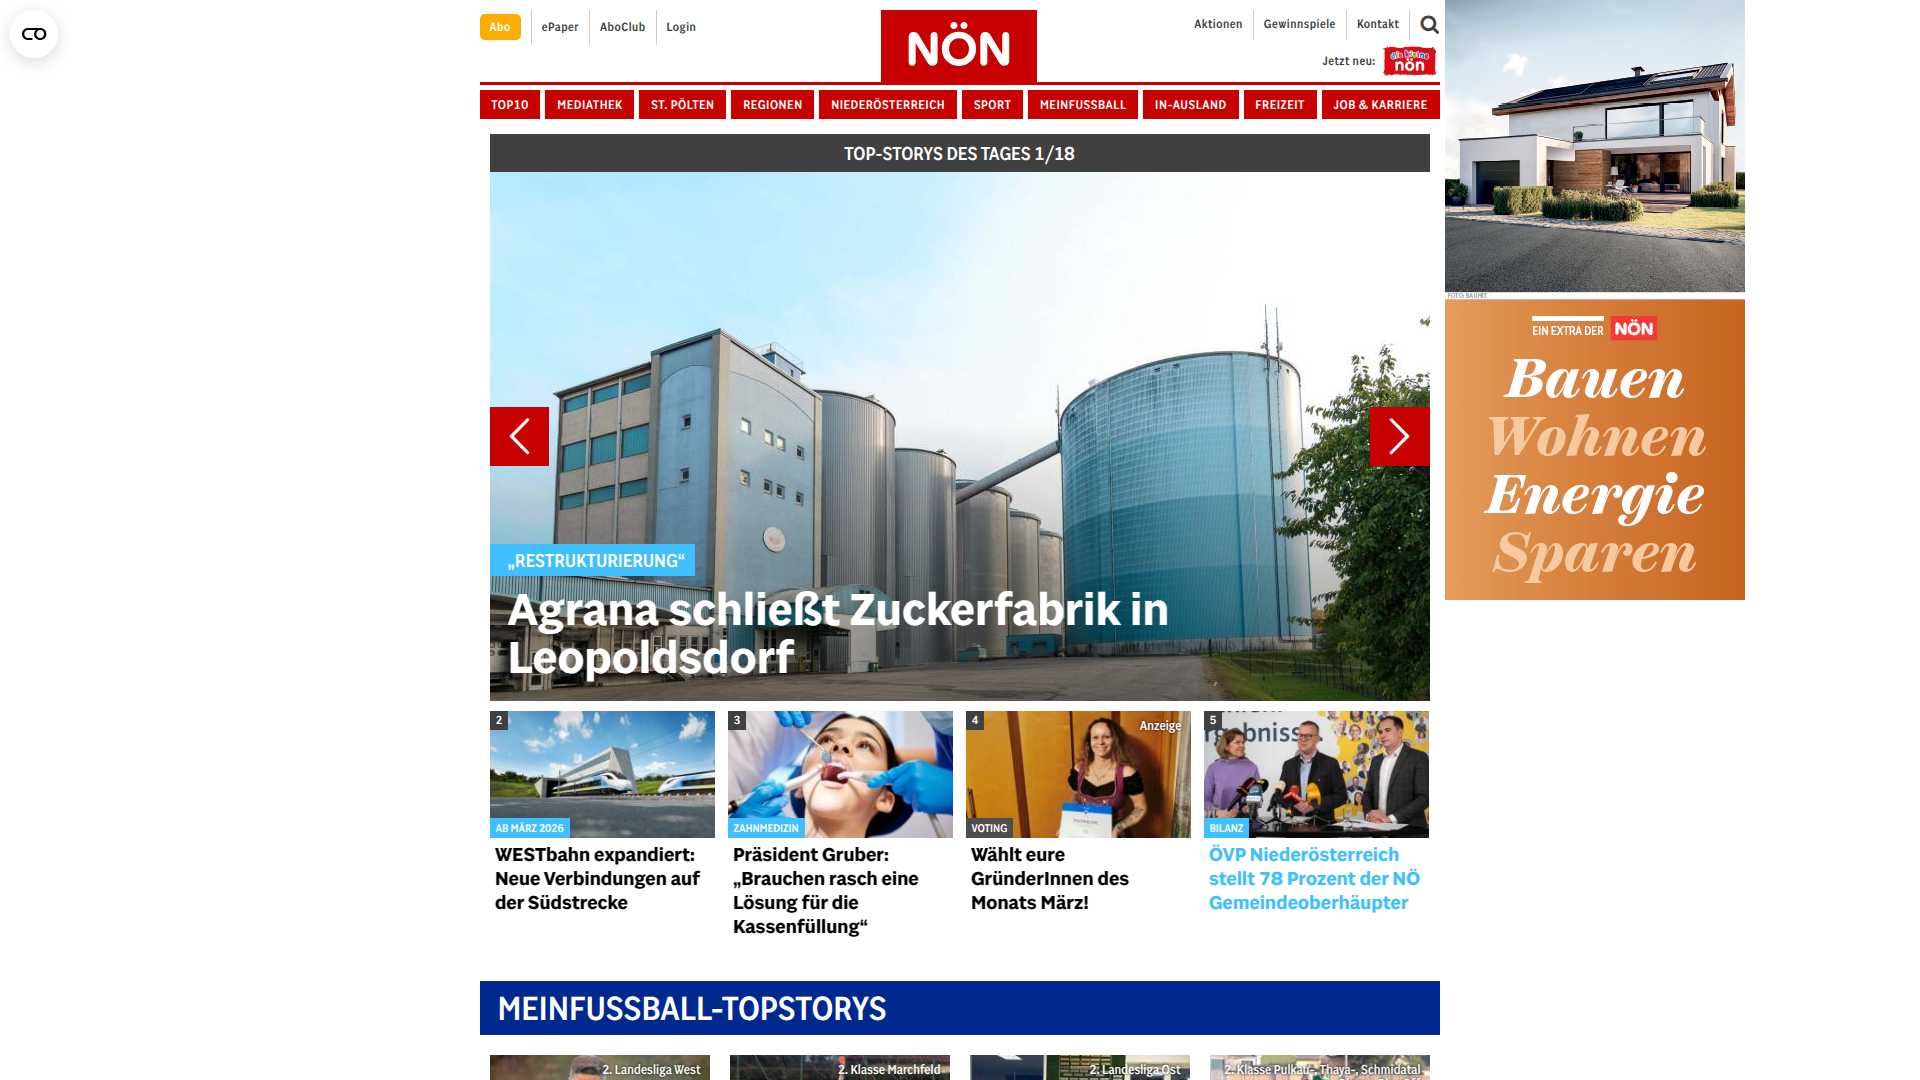 Abo
ePaper
AboClub
Login
NÖN
Aktionen
Gewinnspiele
Kontakt
Jetzt neu:
die kleine
nön
TOP10
MEDIATHEK
ST. PÖLTEN
REGIONEN
NIEDERÖSTERREICH
SPORT
MEINFUSSBALL
IN-AUSLAND
FREIZEIT
JOB & KARRIERE
TOP-STORYS DES TAGES 1/18
„RESTRUKTURIERUNG“
Agrana schließt Zuckerfabrik in
Leopoldsdorf
FOTO: BAUMIT
EIN EXTRA DER NÖN
Bauen
Wohnen
Energie
Sparen
2
AB MÄRZ 2026
WESTbahn expandiert:
Neue Verbindungen auf
der Südstrecke
3
ZAHNMEDIZIN
Präsident Gruber:
„Brauchen rasch eine
Lösung für die
Kassenfüllung“
4
Anzeige
VOTING
Wählt eure
GründerInnen des
Monats März!
5
BILANZ
ÖVP Niederösterreich
stellt 78 Prozent der NÖ
Gemeindeoberhäupter
MEINFUSSBALL-TOPSTORYS
2. Landesliga West
2. Klasse Marchfeld
2. Landesliga Ost
2. Klasse Pulkau-, Thaya-, Schmidatal